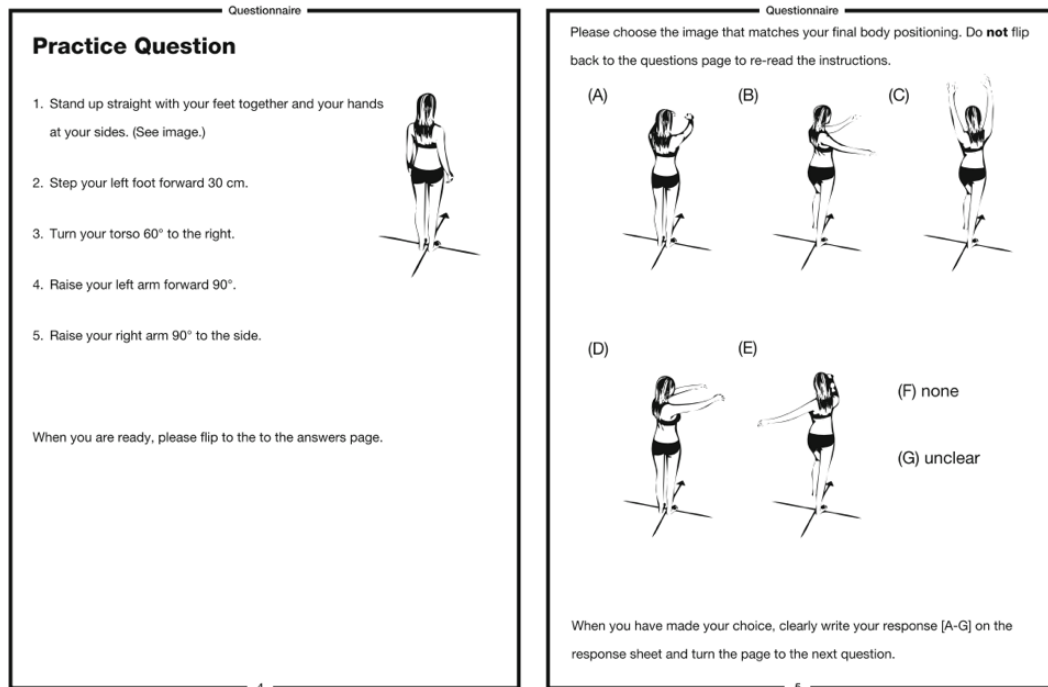 Questionnaire
Practice Question
1. Stand up straight with your feet together and your hands
at your sides. (See image.)
2. Step your left foot forward 30 cm.
3. Turn your torso 60° to the right.
4. Raise your left arm forward 90°.
5. Raise your right arm 90° to the side.
When you are ready, please flip to the to the answers page.
Questionnaire
Please choose the image that matches your final body positioning. Do not flip
back to the questions page to re-read the instructions.
(A)
(B)
(C)
(D)
(E)
(F) none
(G) unclear
When you have made your choice, clearly write your response [A-G] on the
response sheet and turn the page to the next question.